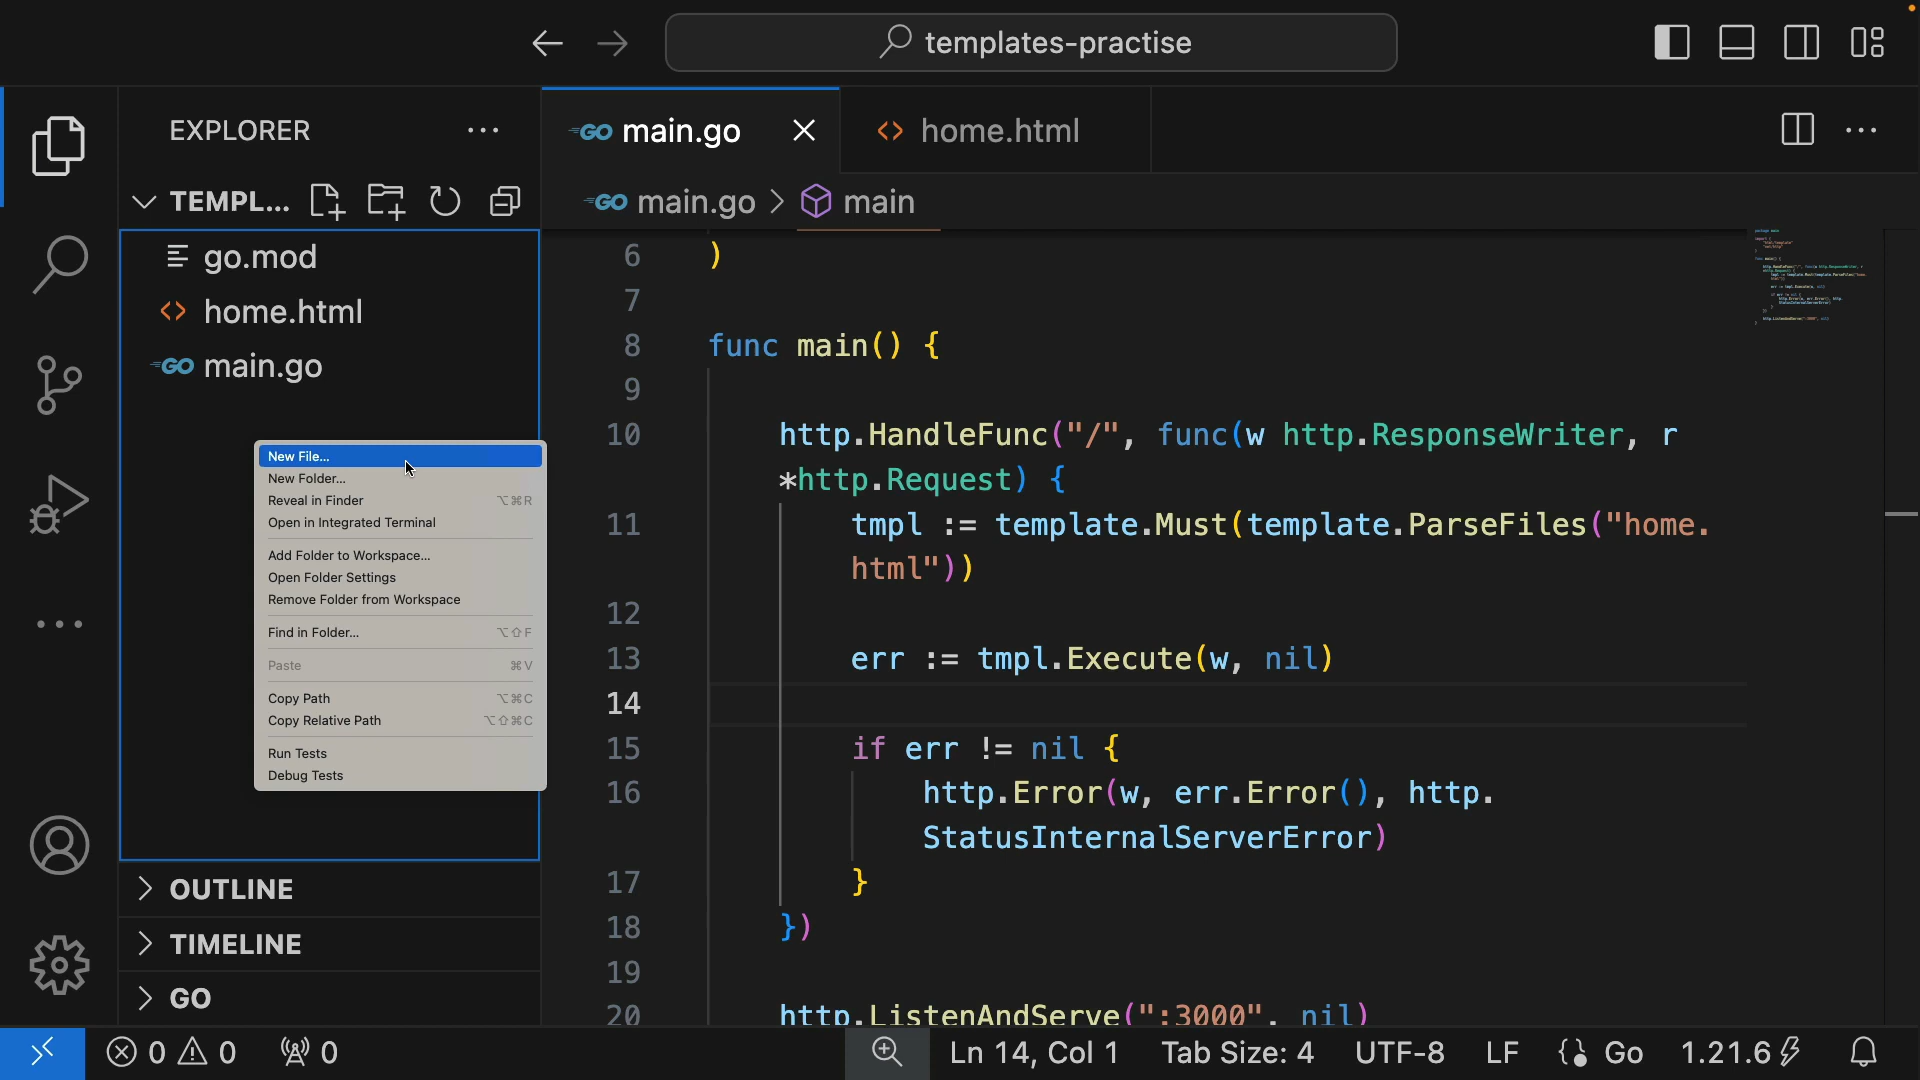 templates-practise
EXPLORER
TEMPL...
go.mod
home.html
main.go
New File...
New Folder...
Reveal in Finder ⌥⌘R
Open in Integrated Terminal
Add Folder to Workspace...
Open Folder Settings
Remove Folder from Workspace
Find in Folder... ⌥⇧F
Paste ⌘V
Copy Path ⌥⌘C
Copy Relative Path ⌥⇧⌘C
Run Tests
Debug Tests
OUTLINE
TIMELINE
GO
GO main.go
home.html
GO main.go > main
6 )
7
8 func main() {
9
10 http.HandleFunc("/", func(w http.ResponseWriter, r
*http.Request) {
11 tmpl := template.Must(template.ParseFiles("home.
html"))
12
13 err := tmpl.Execute(w, nil)
14
15 if err != nil {
16 http.Error(w, err.Error(), http.
StatusInternalServerError)
17 }
18 })
19
20 http.ListenAndServe(":3000", nil)
0 0 0 Ln 14, Col 1 Tab Size: 4 UTF-8 LF Go 1.21.6